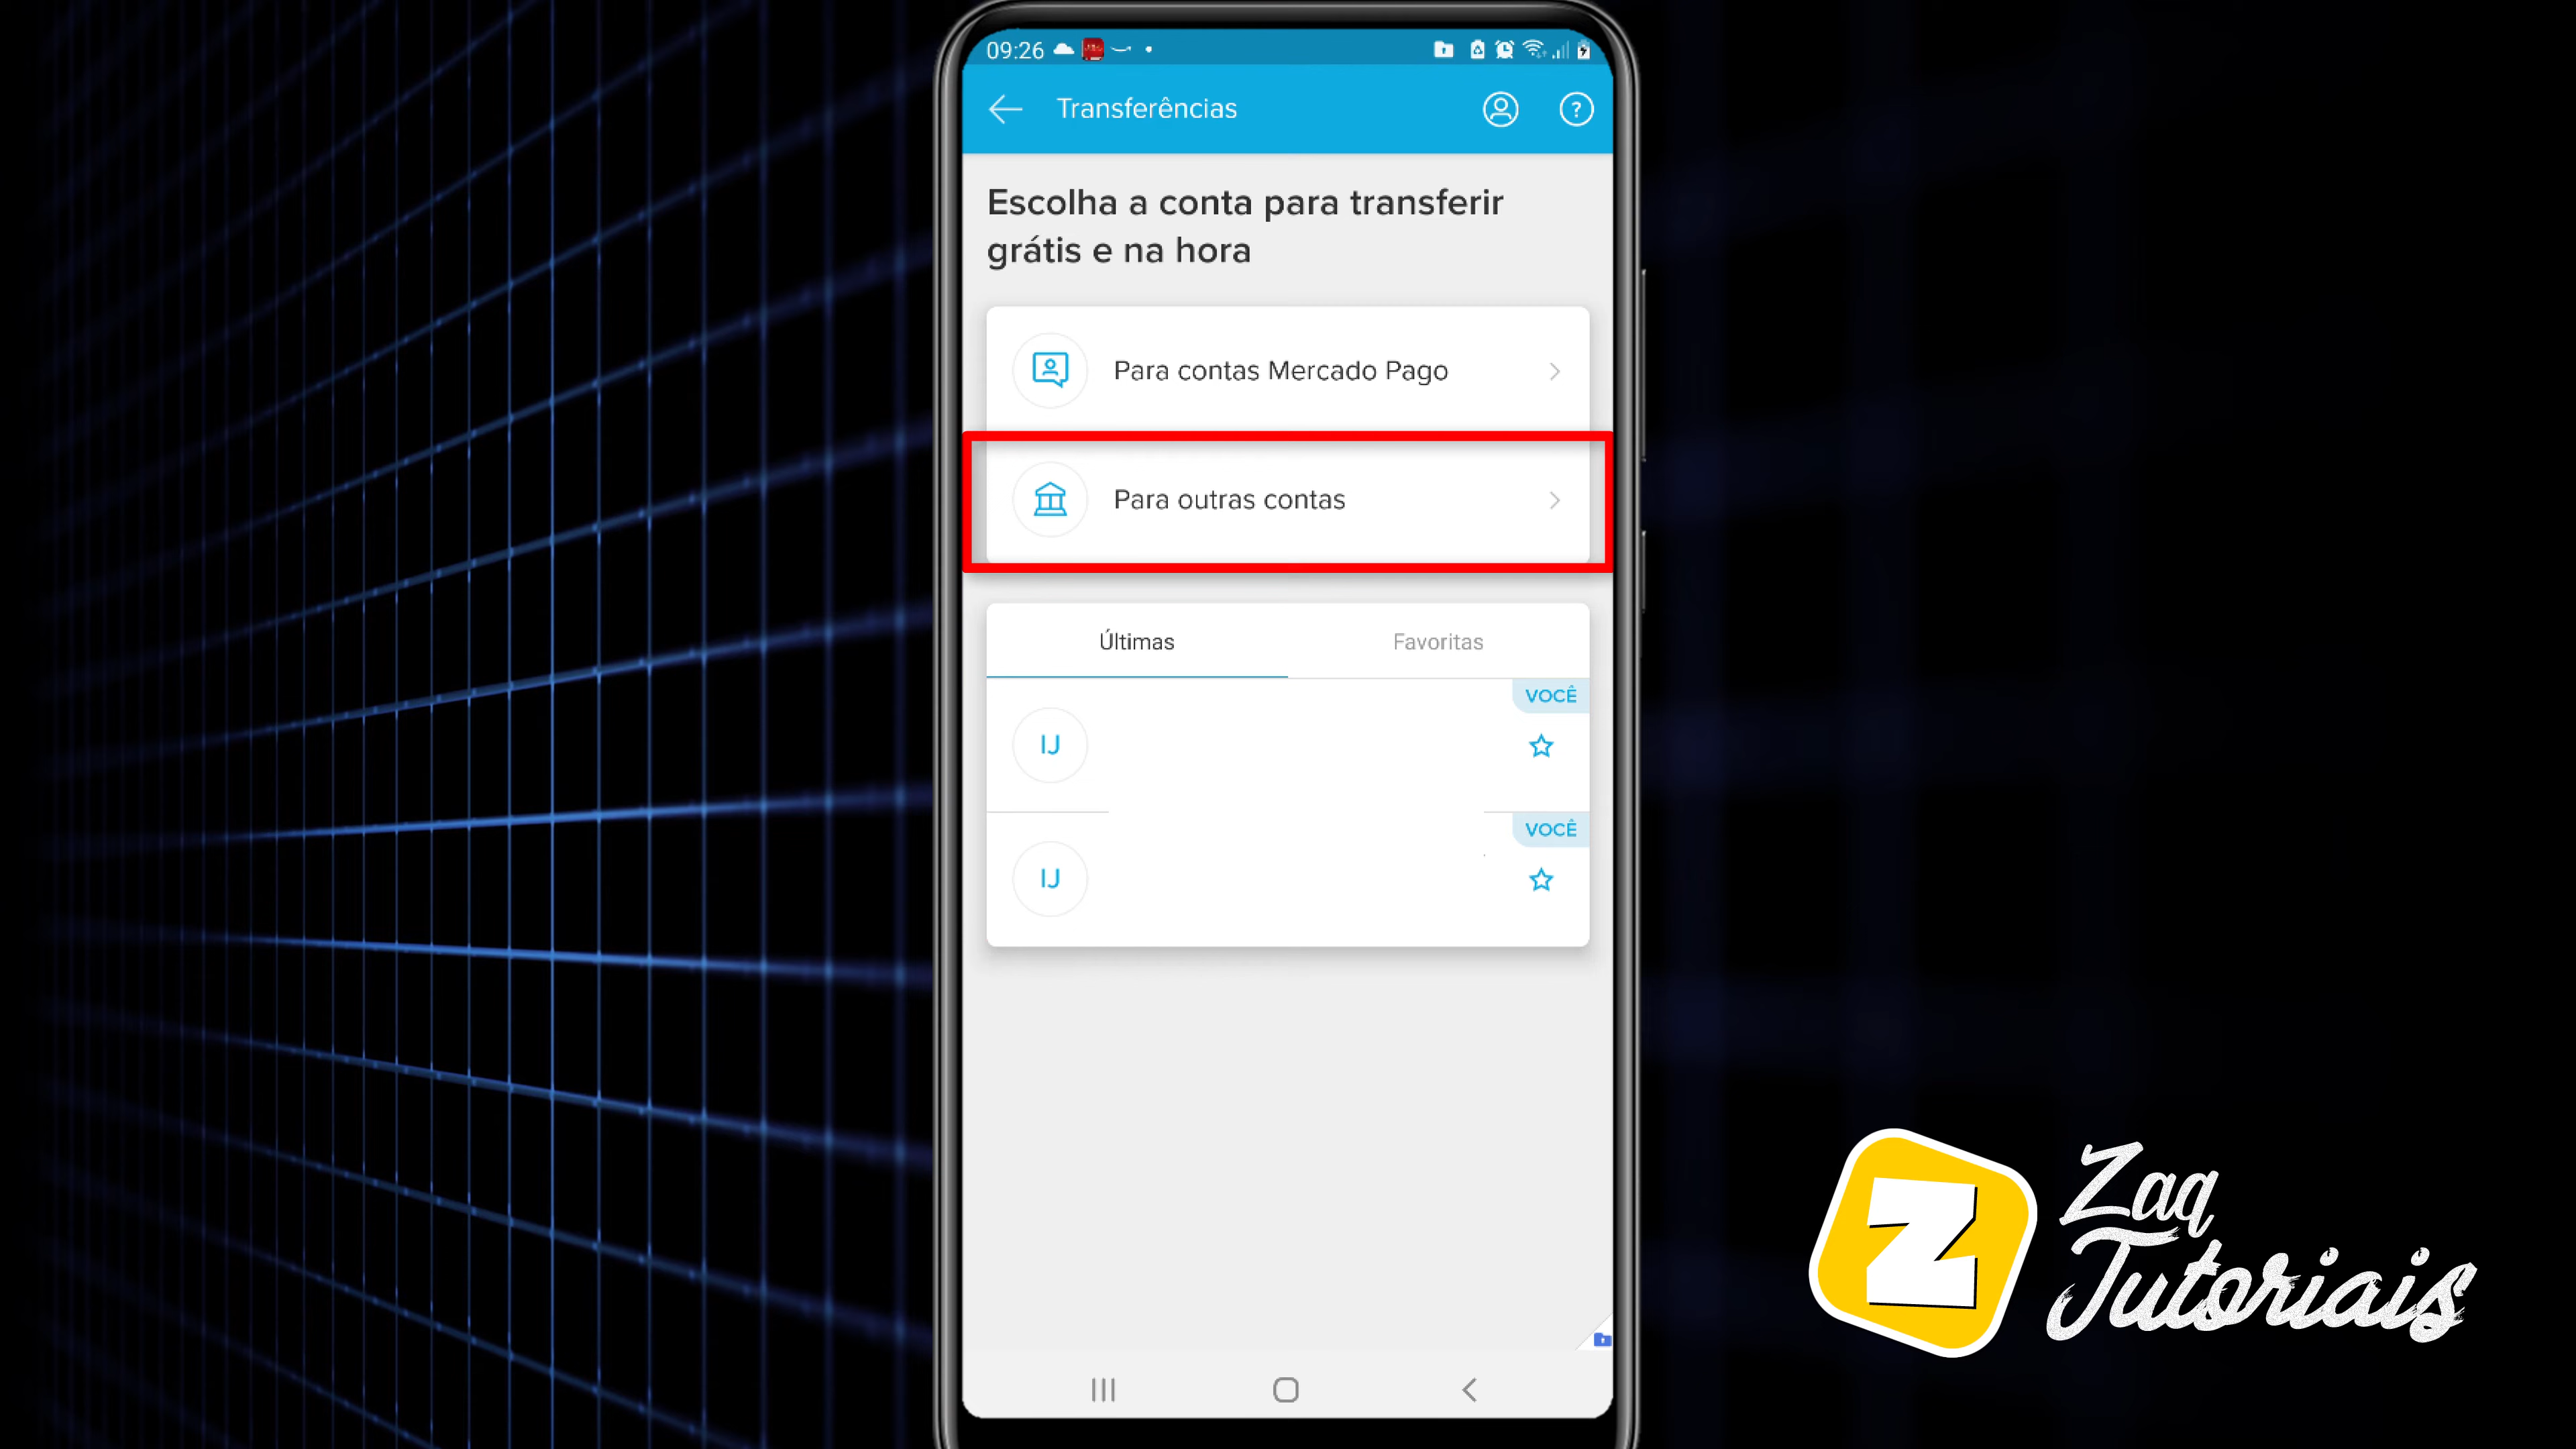 09:26
Transferências
?
Escolha a conta para transferir
grátis e na hora
Para contas Mercado Pago
Para outras contas
Últimas
Favoritas
VOCÊ
IJ
VOCÊ
IJ
Z
Zaq
Tutoriais